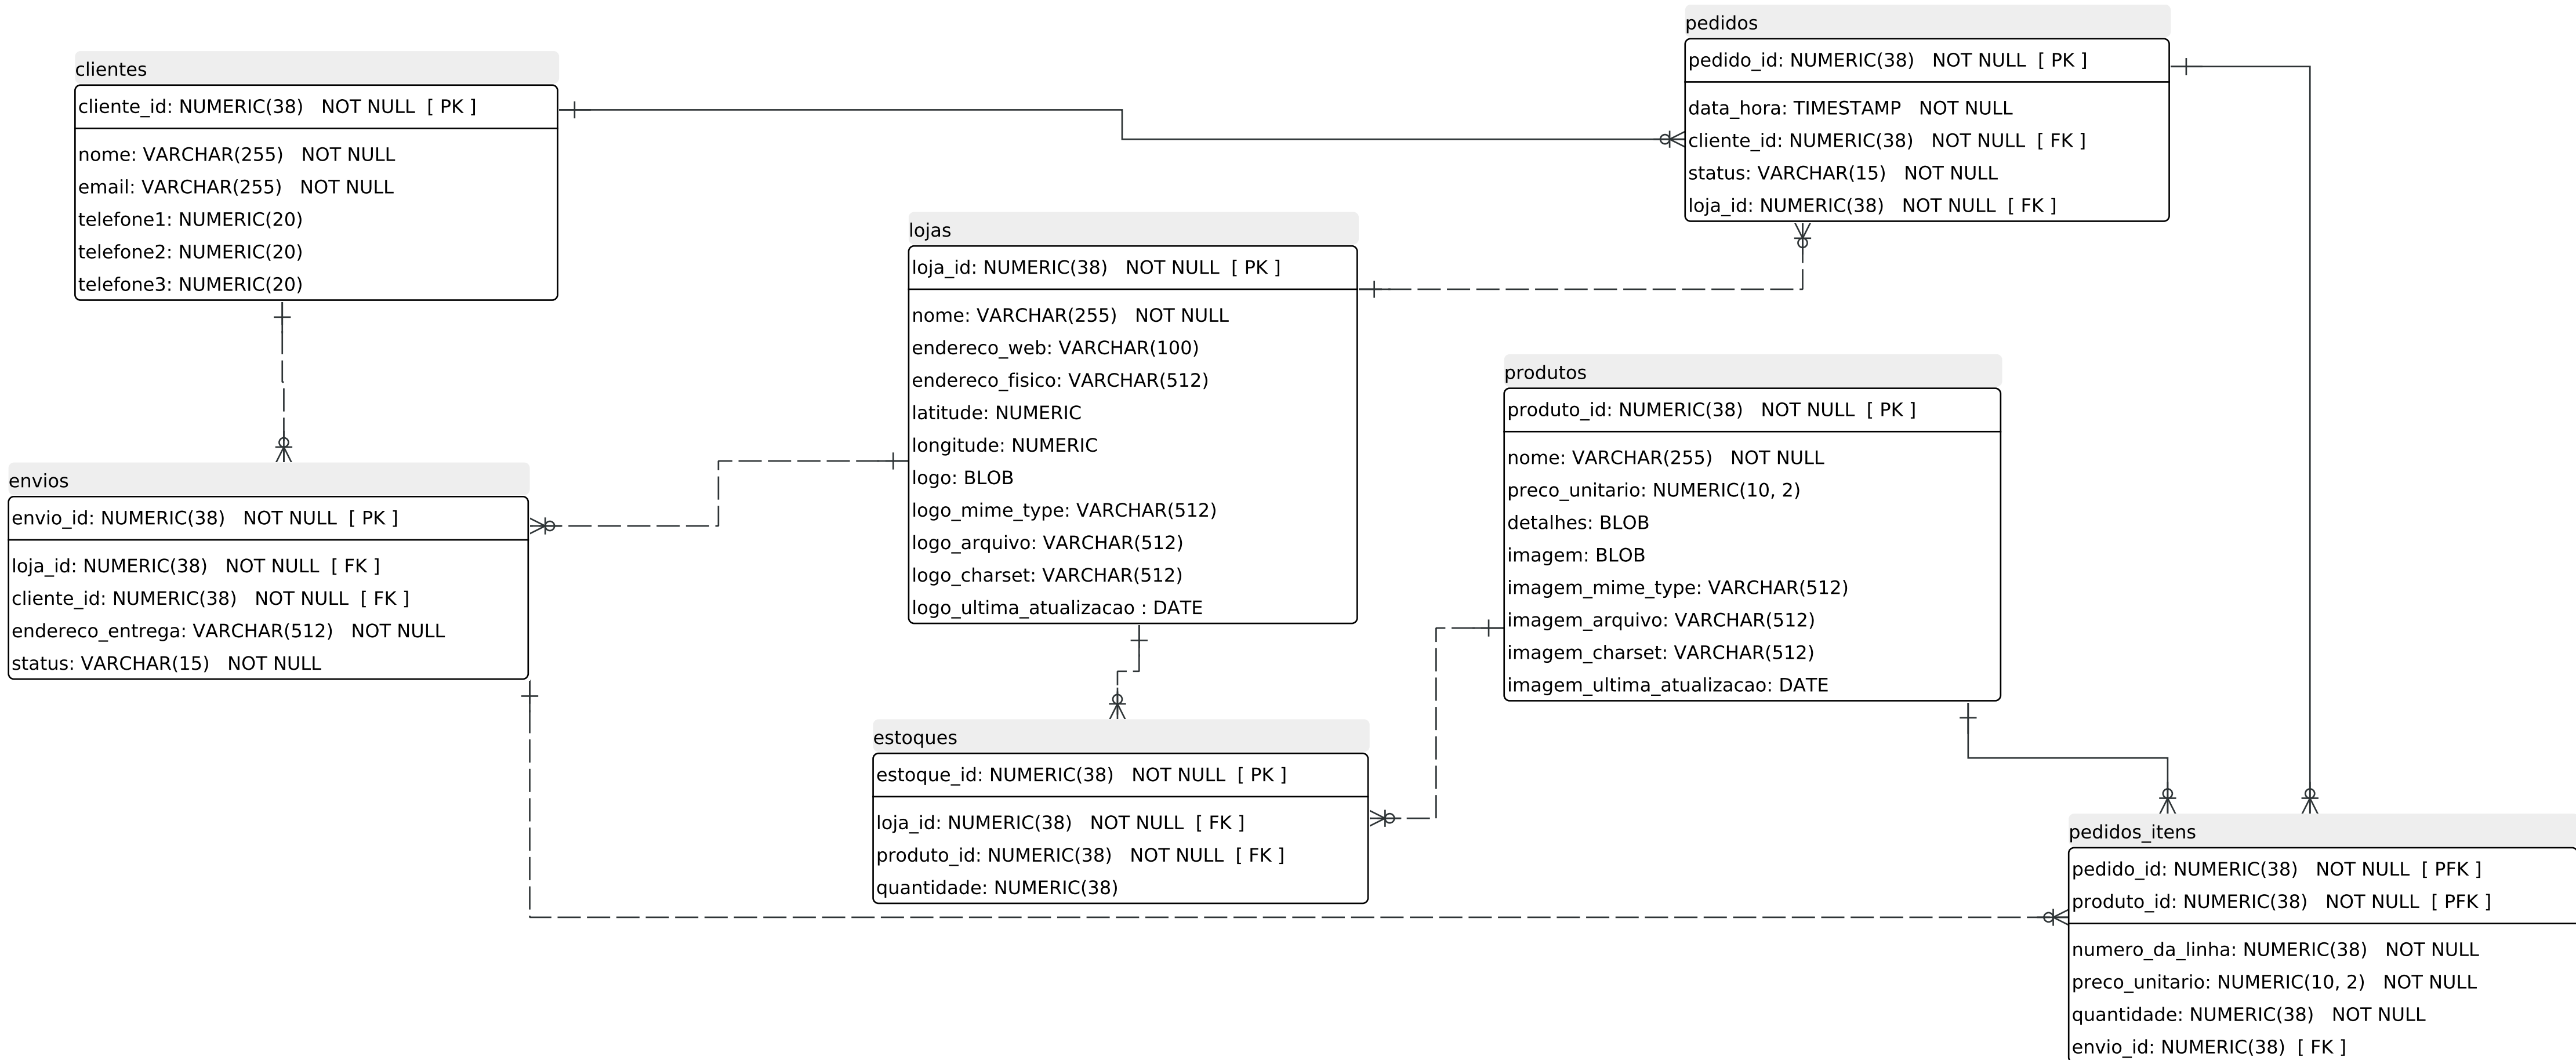 clientes
cliente_id: NUMERIC(38) NOT NULL [ PK ]
nome: VARCHAR(255) NOT NULL
email: VARCHAR(255) NOT NULL
telefone1: NUMERIC(20)
telefone2: NUMERIC(20)
telefone3: NUMERIC(20)
pedidos
pedido_id: NUMERIC(38) NOT NULL [ PK ]
data_hora: TIMESTAMP NOT NULL
cliente_id: NUMERIC(38) NOT NULL [ FK ]
status: VARCHAR(15) NOT NULL
loja_id: NUMERIC(38) NOT NULL [ FK ]
lojas
loja_id: NUMERIC(38) NOT NULL [ PK ]
nome: VARCHAR(255) NOT NULL
endereco_web: VARCHAR(100)
endereco_fisico: VARCHAR(512)
latitude: NUMERIC
longitude: NUMERIC
logo: BLOB
logo_mime_type: VARCHAR(512)
logo_arquivo: VARCHAR(512)
logo_charset: VARCHAR(512)
logo_ultima_atualizacao : DATE
produtos
produto_id: NUMERIC(38) NOT NULL [ PK ]
nome: VARCHAR(255) NOT NULL
preco_unitario: NUMERIC(10, 2)
detalhes: BLOB
imagem: BLOB
imagem_mime_type: VARCHAR(512)
imagem_arquivo: VARCHAR(512)
imagem_charset: VARCHAR(512)
imagem_ultima_atualizacao: DATE
envios
envio_id: NUMERIC(38) NOT NULL [ PK ]
loja_id: NUMERIC(38) NOT NULL [ FK ]
cliente_id: NUMERIC(38) NOT NULL [ FK ]
endereco_entrega: VARCHAR(512) NOT NULL
status: VARCHAR(15) NOT NULL
estoques
estoque_id: NUMERIC(38) NOT NULL [ PK ]
loja_id: NUMERIC(38) NOT NULL [ FK ]
produto_id: NUMERIC(38) NOT NULL [ FK ]
quantidade: NUMERIC(38)
pedidos_itens
pedido_id: NUMERIC(38) NOT NULL [ PFK ]
produto_id: NUMERIC(38) NOT NULL [ PFK ]
numero_da_linha: NUMERIC(38) NOT NULL
preco_unitario: NUMERIC(10, 2) NOT NULL
quantidade: NUMERIC(38) NOT NULL
envio_id: NUMERIC(38) [ FK ]